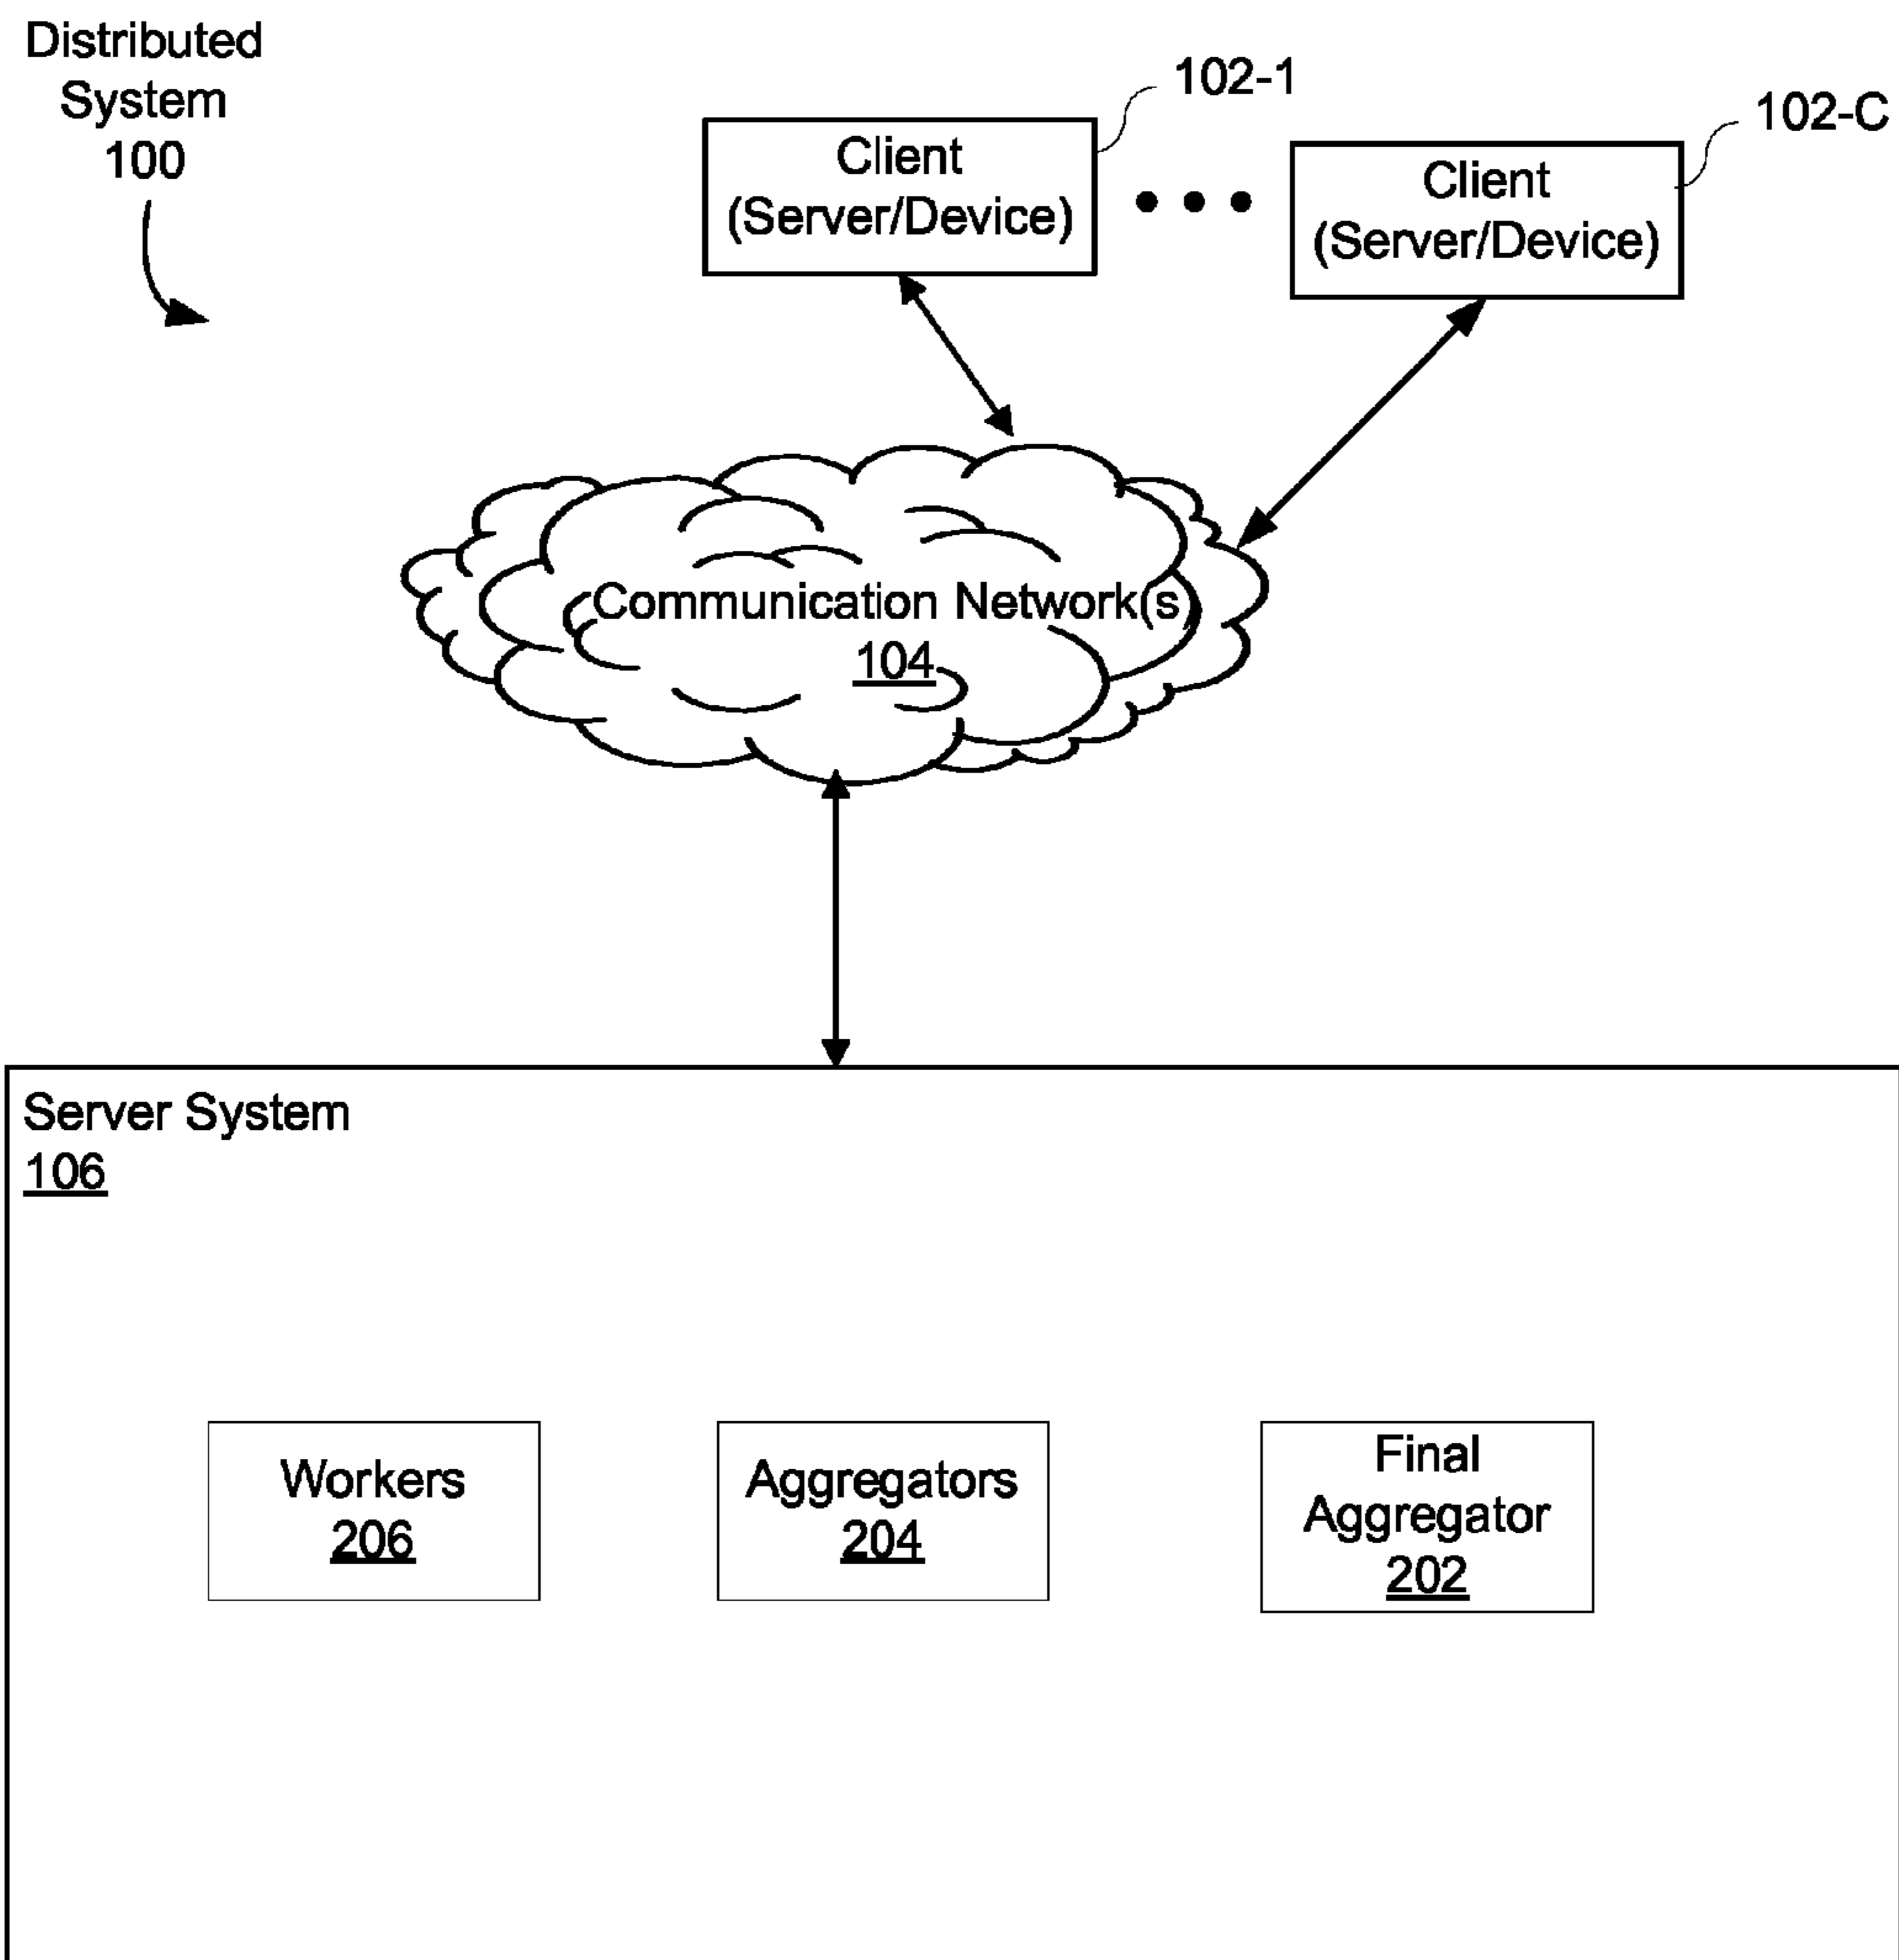 Distributed
System
100
102-1
102-C
Client
(Server/Device)
Client
(Server/Device)
Communication Network(s)
104
Server System
106
Workers
206
Aggregators
204
Final
Aggregator
202